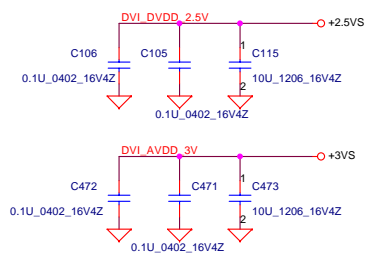 DVI_DVDD_2.5V
+2.5VS
C106
C105
1
C115
0.1U_0402_16V4Z
10U_1206_16V4Z
2
0.1U_0402_16V4Z
DVI_AVDD_3V
+3VS
C472
C471
1
C473
0.1U_0402_16V4Z
10U_1206_16V4Z
2
0.1U_0402_16V4Z